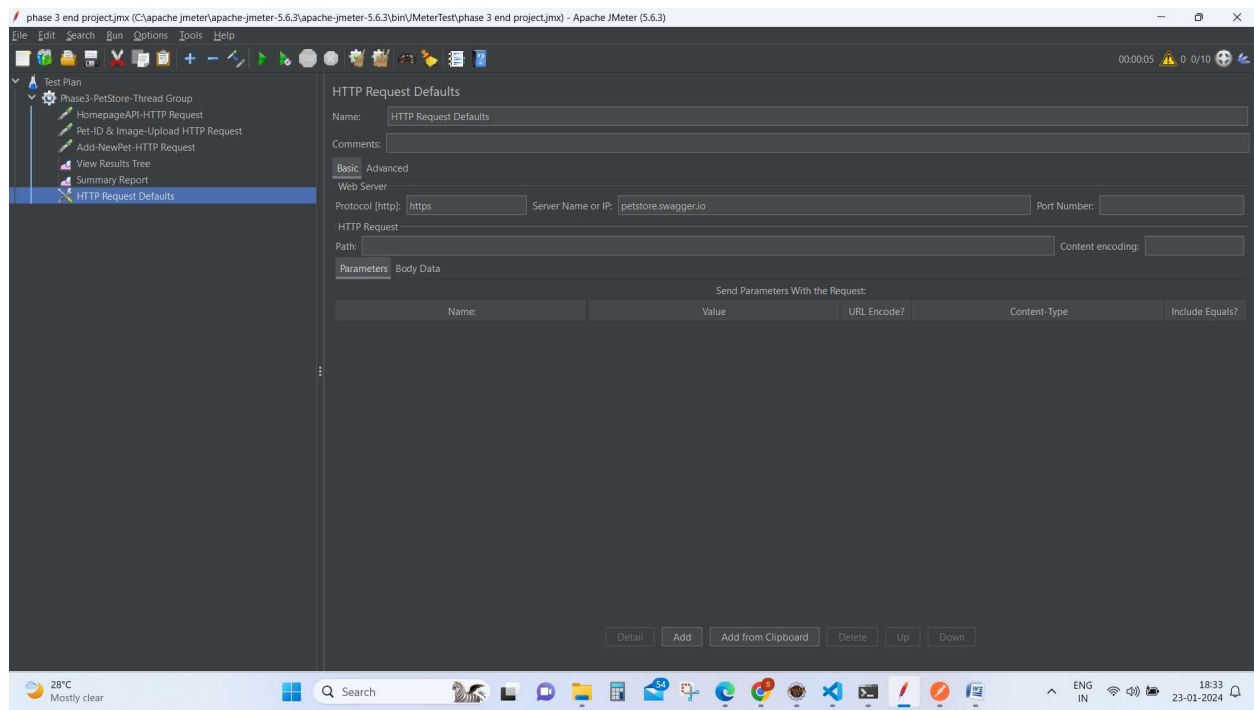 phase 3 end project.jmx (C:\apache jmeter\apache-jmeter-5.6.3\apache-jmeter-5.6.3\bin\JMeterTest\phase 3 end project.jmx) - Apache JMeter (5.6.3)
File Edit Search Run Options Tools Help
00:00:05 0 0/10
Test Plan
Phase3-PetStore-Thread Group
HomepageAPI-HTTP Request
Pet-ID & Image-Upload HTTP Request
Add-NewPet-HTTP Request
View Results Tree
Summary Report
HTTP Request Defaults
HTTP Request Defaults
Name: HTTP Request Defaults
Comments:
Basic Advanced
Web Server
Protocol [http]: https Server Name or IP: petstore.swagger.io Port Number:
HTTP Request
Path: Content encoding:
Parameters Body Data
Send Parameters With the Request:
Name: Value URL Encode? Content-Type Include Equals?
Detail Add Add from Clipboard Delete Up Down
28°C
Mostly clear
Search
54
ENG
IN
18:33
23-01-2024